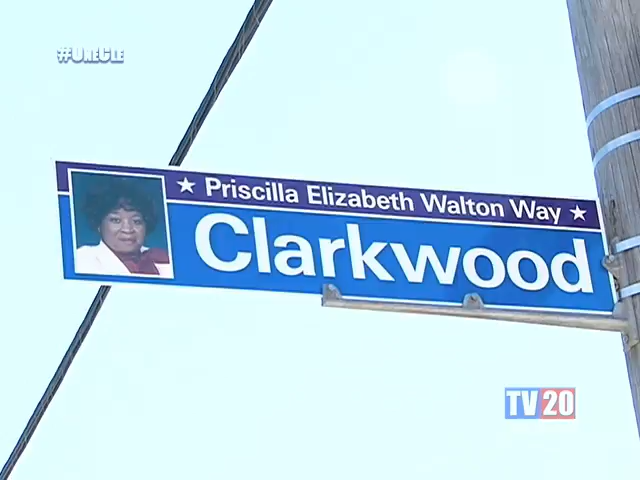 #ONECLE
★ Priscilla Elizabeth Walton Way ★
Clarkwood
TV20